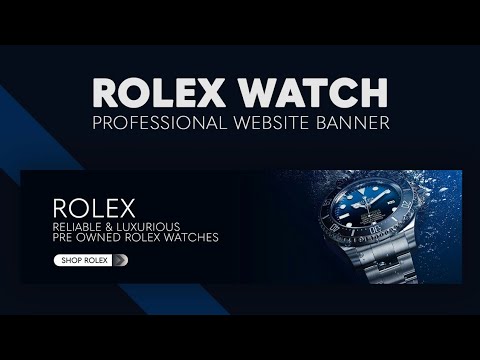 ROLEX WATCH
PROFESSIONAL WEBSITE BANNER
ROLEX
RELIABLE & LUXURIOUS
PRE OWNED ROLEX WATCHES
SHOP ROLEX